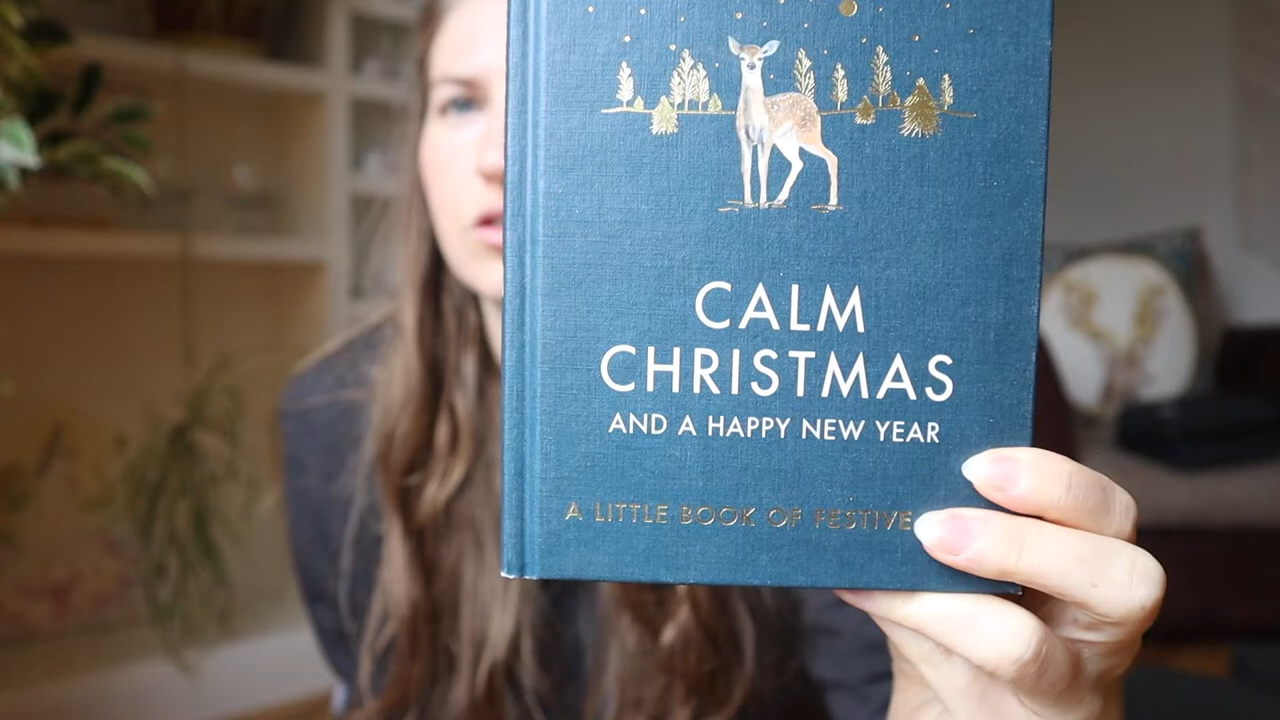 CALM
CHRISTMAS
AND A HAPPY NEW YEAR
A LITTLE BOOK OF FESTIVE